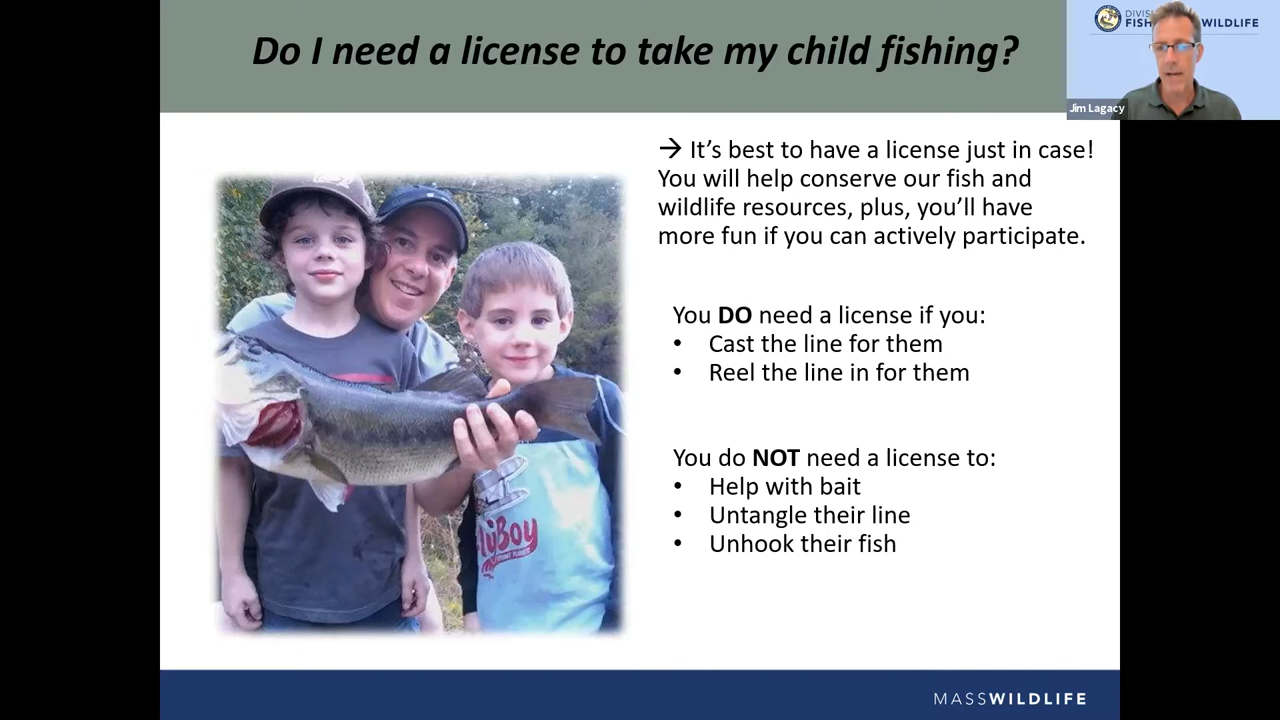 Do I need a license to take my child fishing?
DIVISI
FISH WILDLIFE
Jim Lagacy
→ It's best to have a license just in case!
You will help conserve our fish and
wildlife resources, plus, you'll have
more fun if you can actively participate.
You DO need a license if you:
• Cast the line for them
• Reel the line in for them
You do NOT need a license to:
• Help with bait
• Untangle their line
• Unhook their fish
MASSWILDLIFE